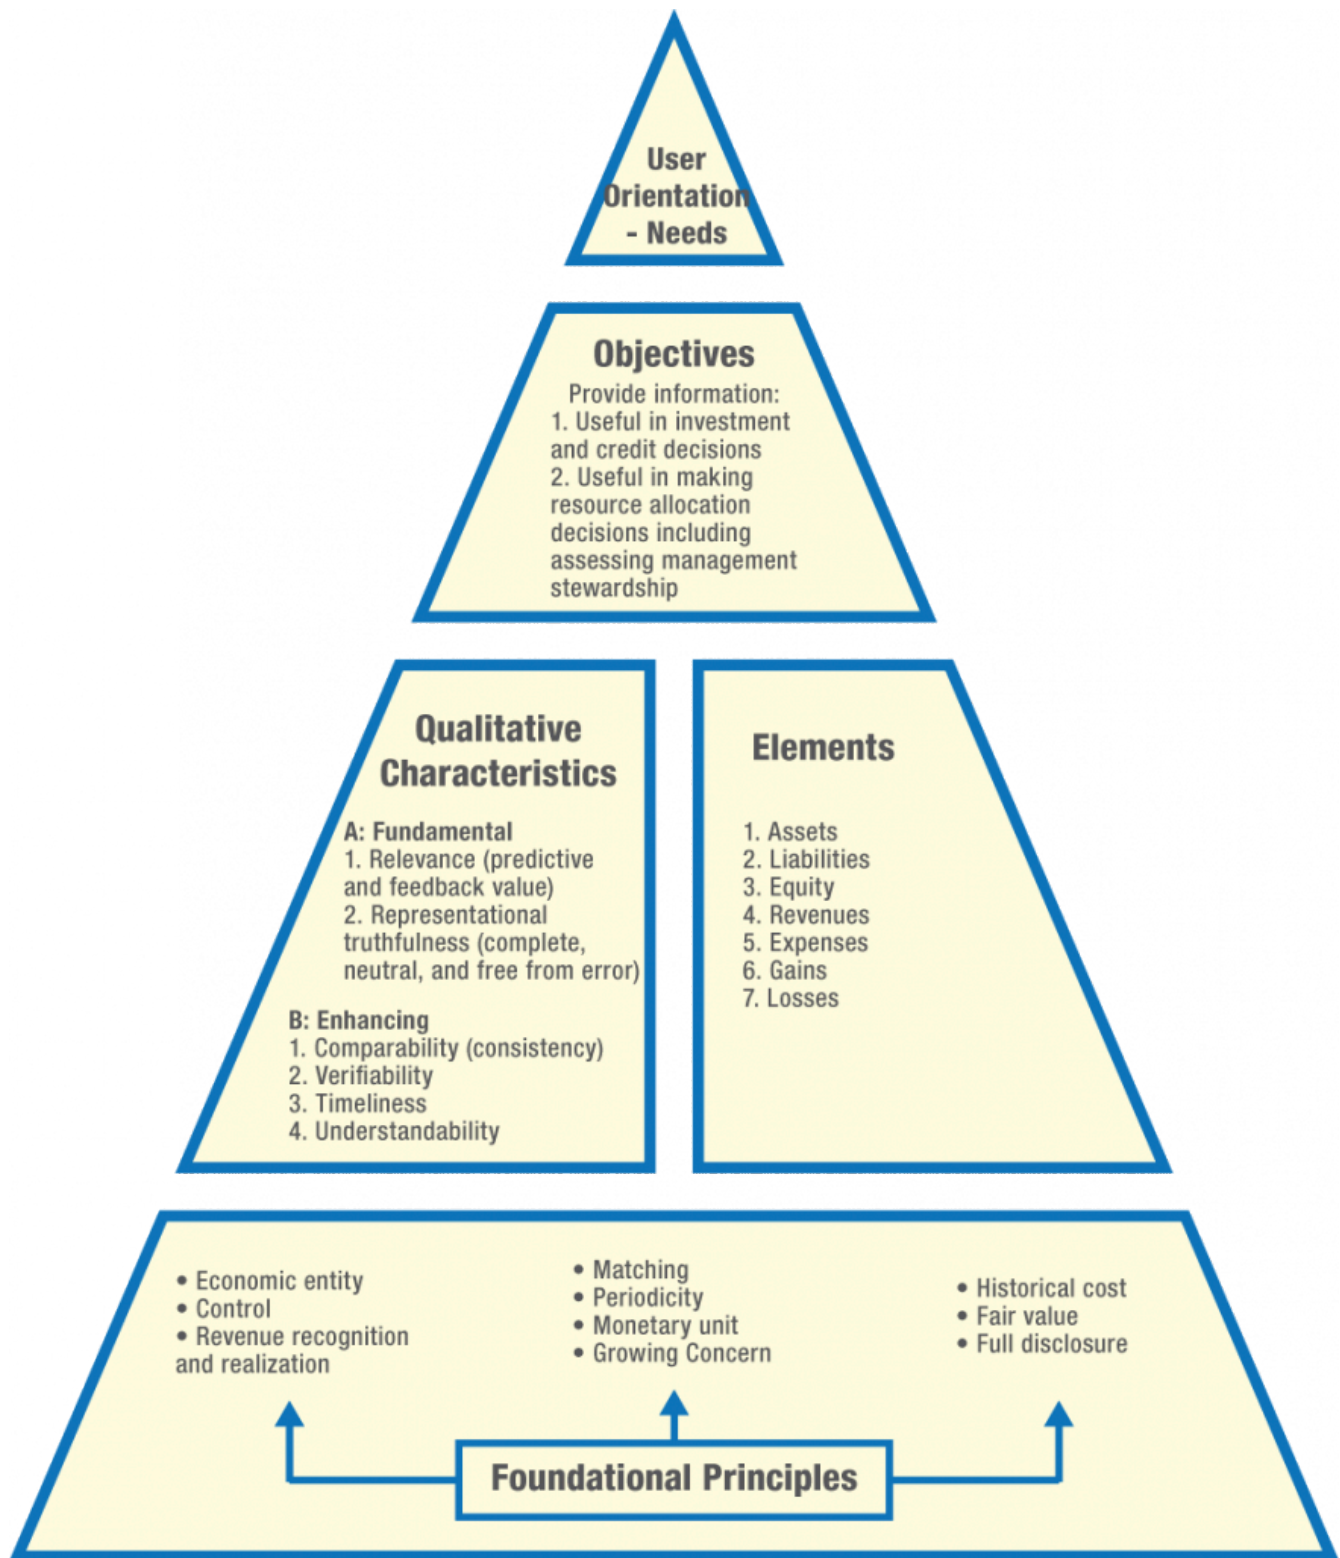 User
Orientation
- Needs
Objectives
Provide information:
1. Useful in investment
and credit decisions
2. Useful in making
resource allocation
decisions including
assessing management
stewardship
Qualitative
Characteristics
A: Fundamental
1. Relevance (predictive
and feedback value)
2. Representational
truthfulness (complete,
neutral, and free from error)
B: Enhancing
1. Comparability (consistency)
2. Verifiability
3. Timeliness
4. Understandability
Elements
1. Assets
2. Liabilities
3. Equity
4. Revenues
5. Expenses
6. Gains
7. Losses
• Economic entity
• Control
• Revenue recognition
and realization
• Matching
• Periodicity
• Monetary unit
• Growing Concern
• Historical cost
• Fair value
• Full disclosure
Foundational Principles